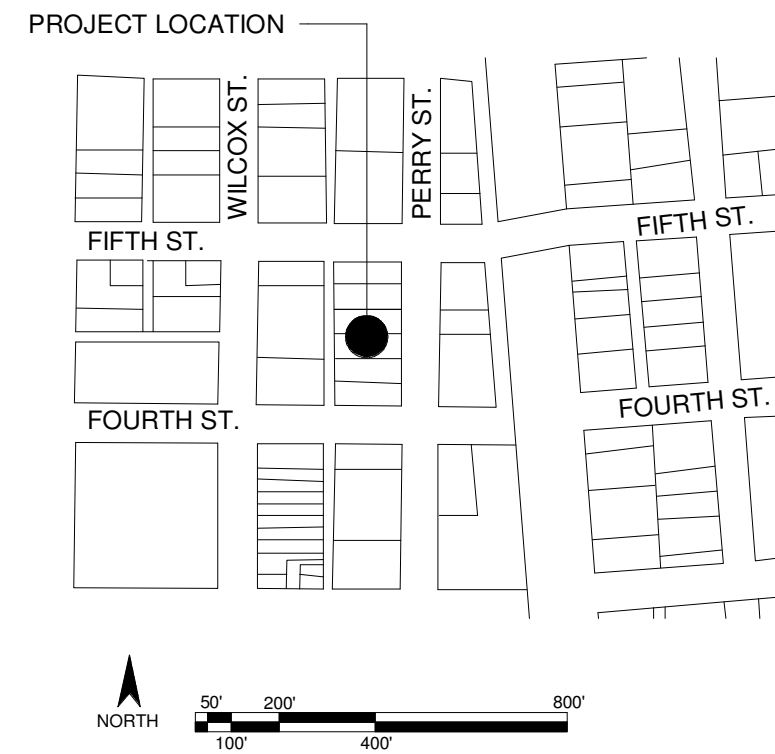 PROJECT LOCATION
WILCOX ST.
PERRY ST.
FIFTH ST.
FIFTH ST.
FOURTH ST.
FOURTH ST.
NORTH
50' 200' 800'
100' 400'